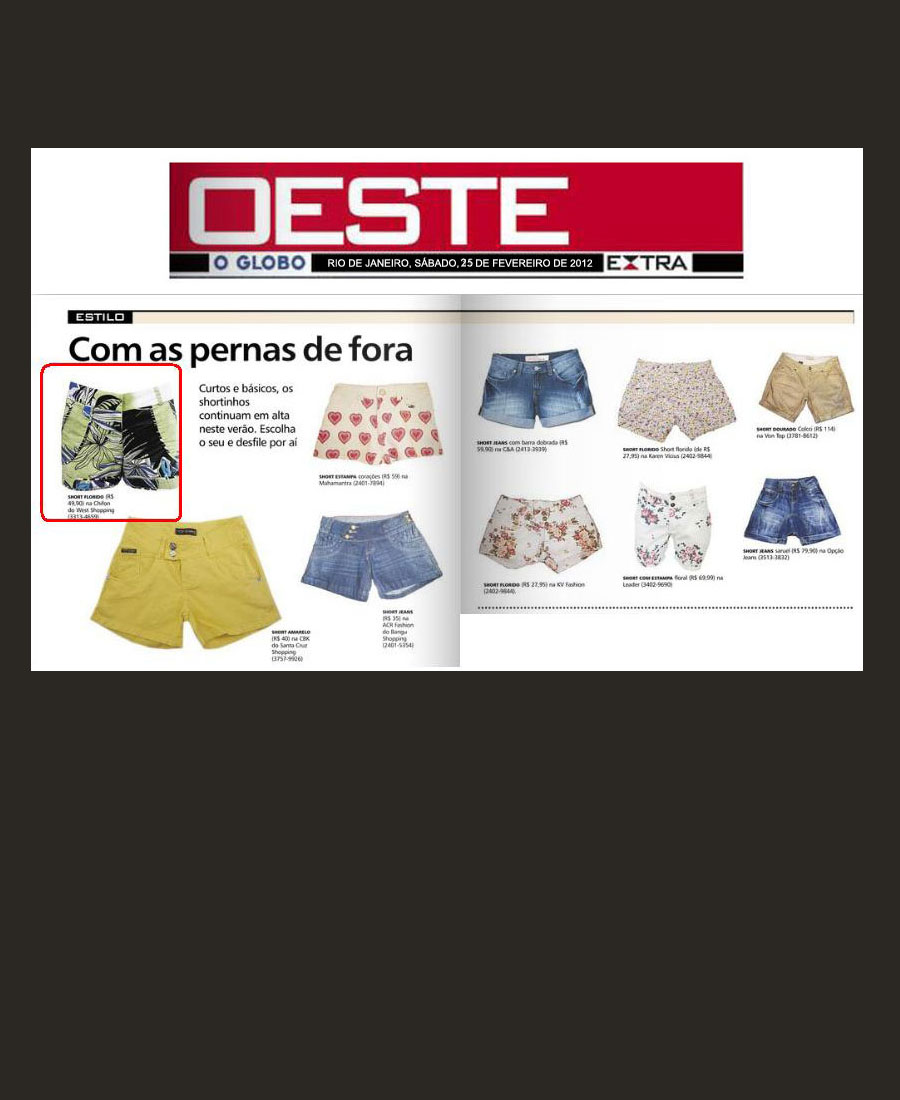 OESTE
O GLOBO
RIO DE JANEIRO, SÁBADO, 25 DE FEVEREIRO DE 2012
EXTRA
ESTILO
Com as pernas de fora
Curtos e básicos, os
shortinhos
continuam em alta
neste verão. Escolha
o seu e desfile por aí
SHORT FLORIDO (R$
49,90) na Chifon
do West Shopping
(3313-4659)
SHORT ESTAMPA corações (R$ 59) na
Mahamantra (2401-7894)
SHORT AMARELO
(R$ 40) na CBK
do Santa Cruz
Shopping
(3757-9926)
SHORT JEANS
(R$ 35) na
ACR Fashion
do Bangu
Shopping
(2401-5354)
SHORT JEANS com barra dobrada (R$
59,90) na C&A (2413-3939)
SHORT FLORIDO Short florido (de R$
27,95) na Karen Vicius (2402-9844)
SHORT DOURADO Colcci (R$ 114)
na Von Top (3781-8612)
SHORT FLORIDO (R$ 27,95) na KV Fashion
(2402-9844)
SHORT COM ESTAMPA floral (R$ 69,99) na
Leader (3402-9690)
SHORT JEANS saruel (R$ 79,90) na Opção
Jeans (3513-3832)